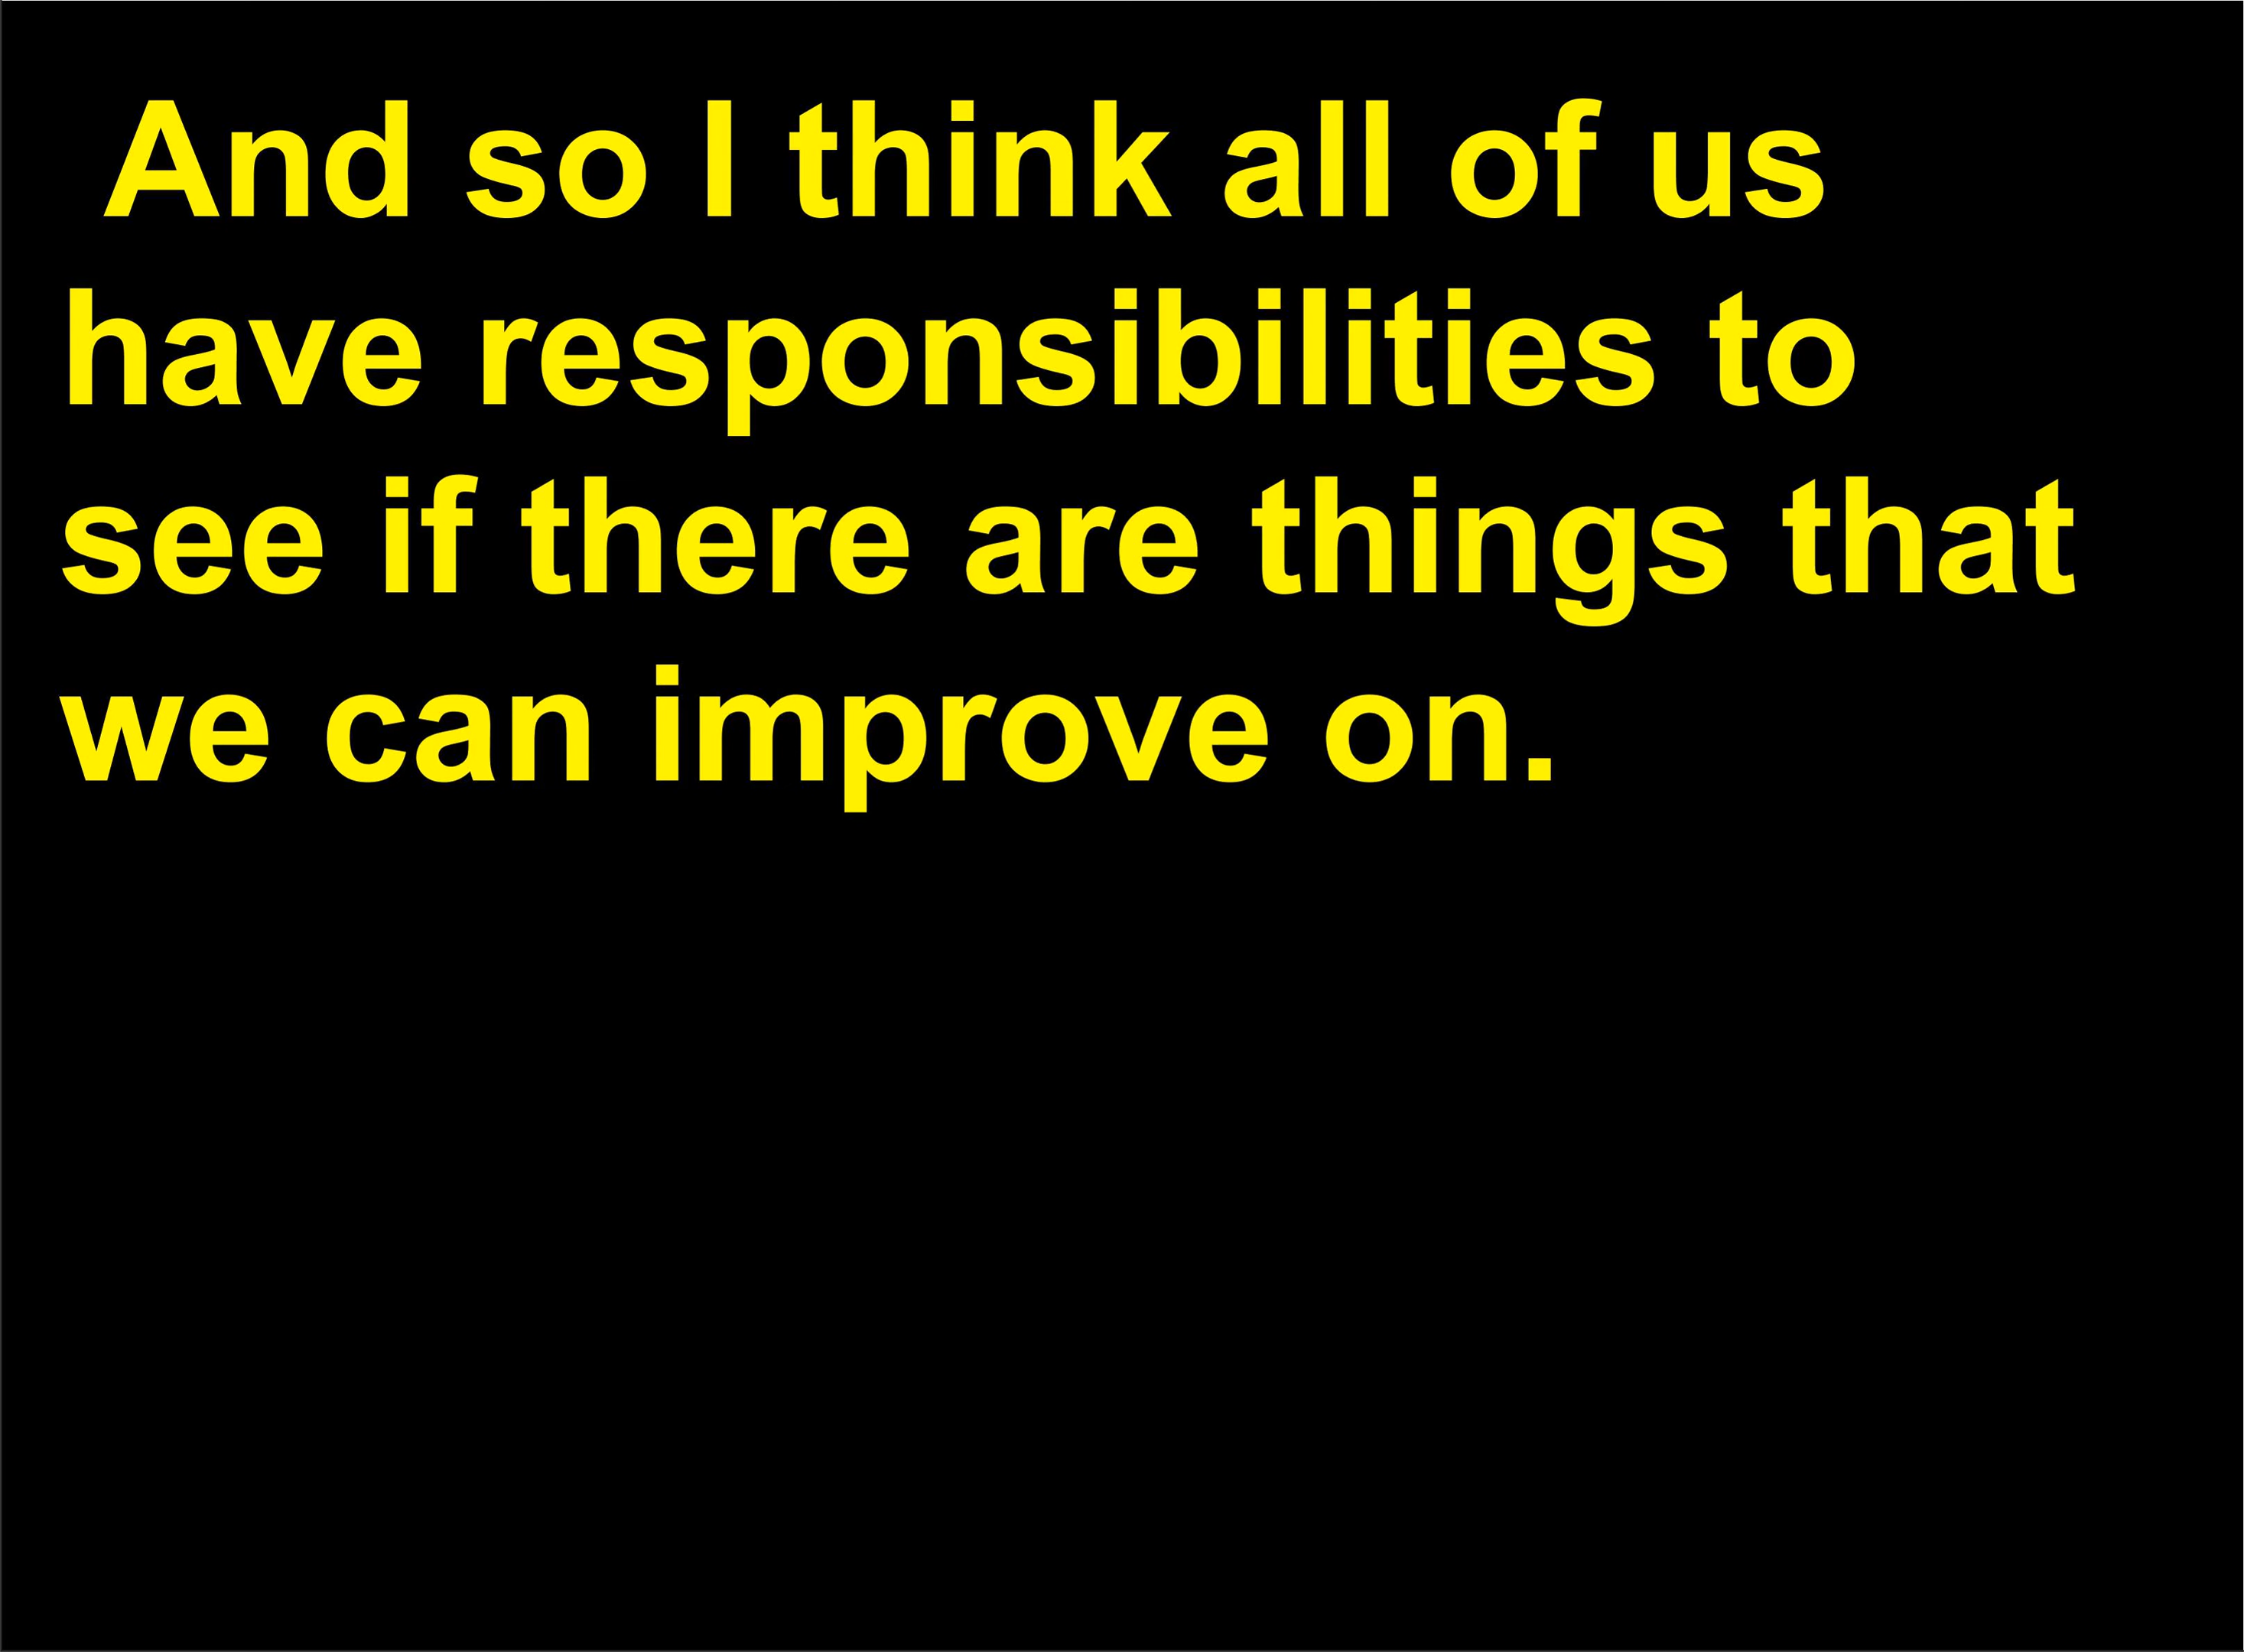 And so I think all of us
have responsibilities to
see if there are things that
we can improve on.